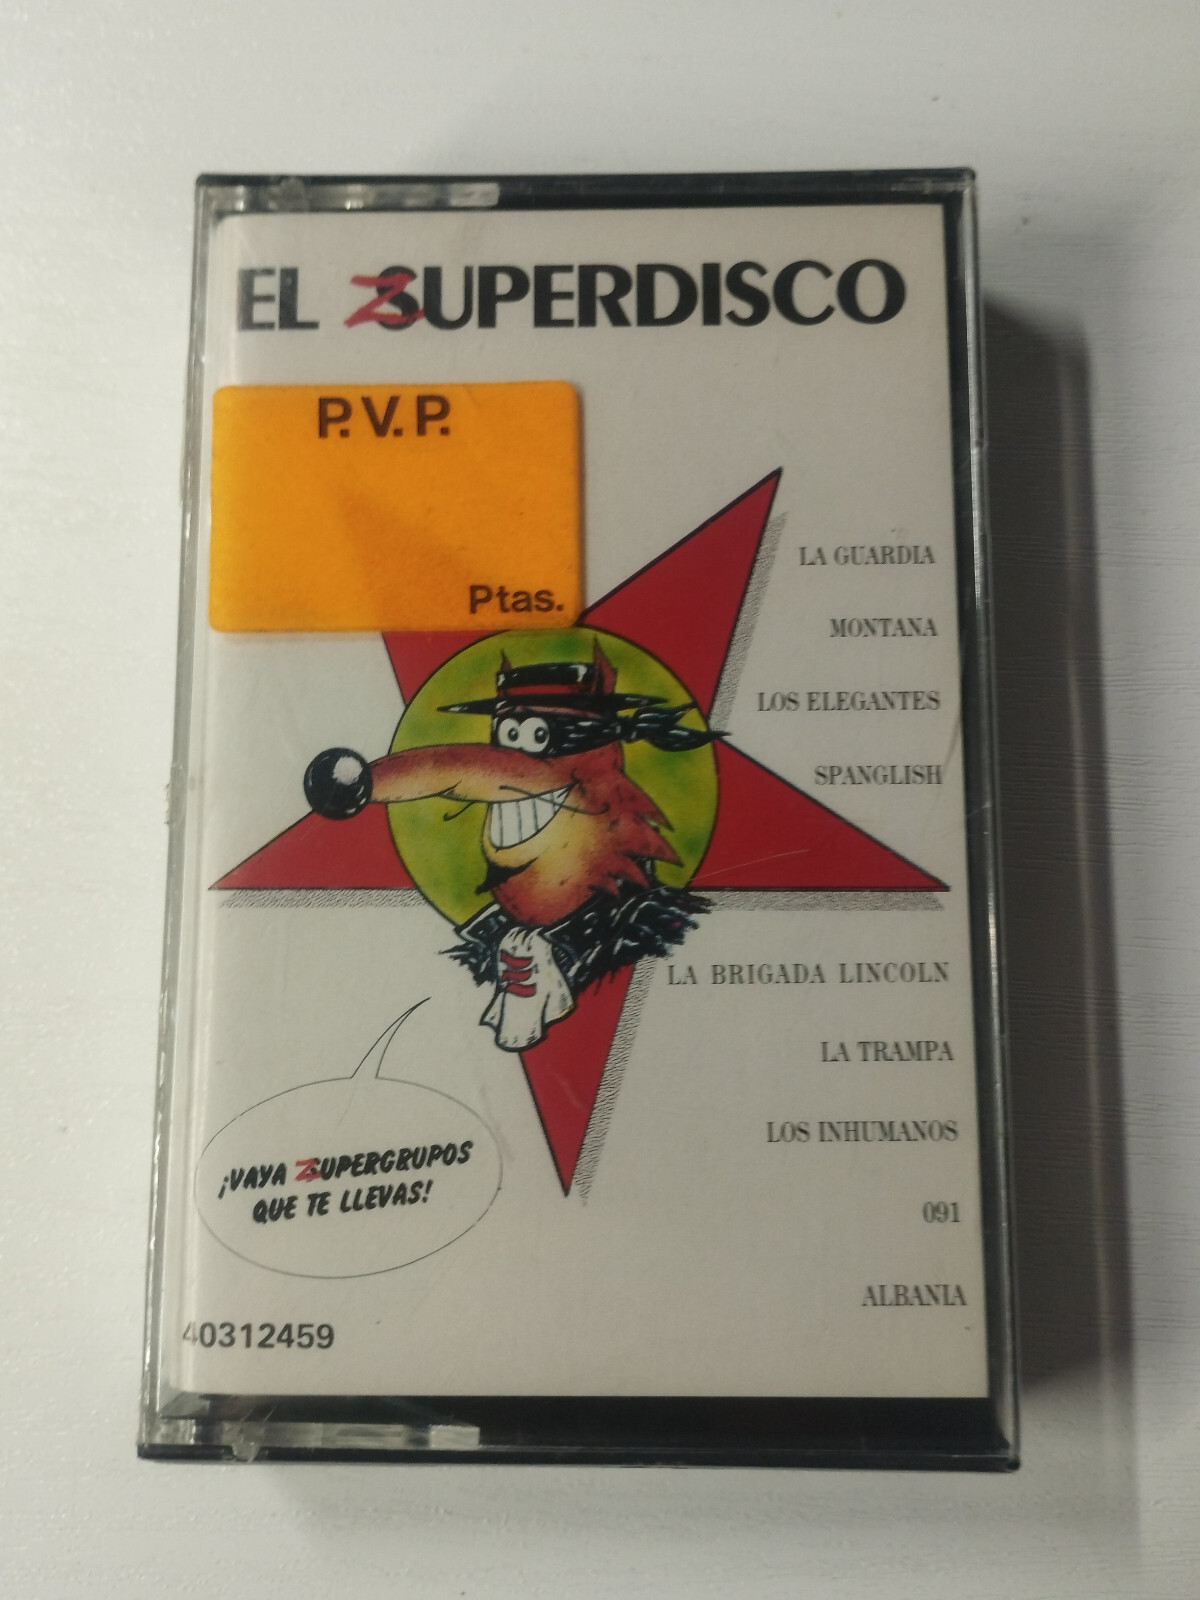 EL ZSUPERDISCO
P.V.P.
Ptas.
LA GUARDIA
MONTANA
LOS ELEGANTES
SPANGLISH
LA BRIGADA LINCOLN
LA TRAMPA
LOS INHUMANOS
091
ALBANIA
¡VAYA ZSUPERGRUPOS
QUE TE LLEVAS!
40312459